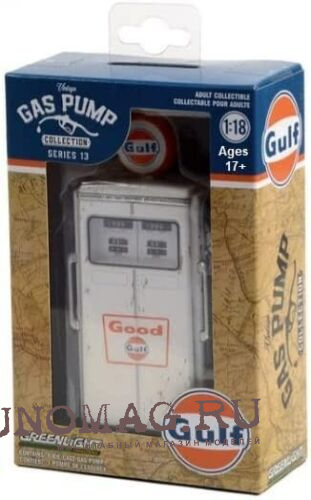 Vintage
GAS PUMP
COLLECTION
SERIES 13
ADULT COLLECTIBLE
COLLECTABLE POUR ADULTE
1:18
Ages
17+
Gulf
Gulf
Good
Gulf
Vintage
GAS PUMP
COLLECTION
Gulf
UNOMAG.RU
GREENLIGHT